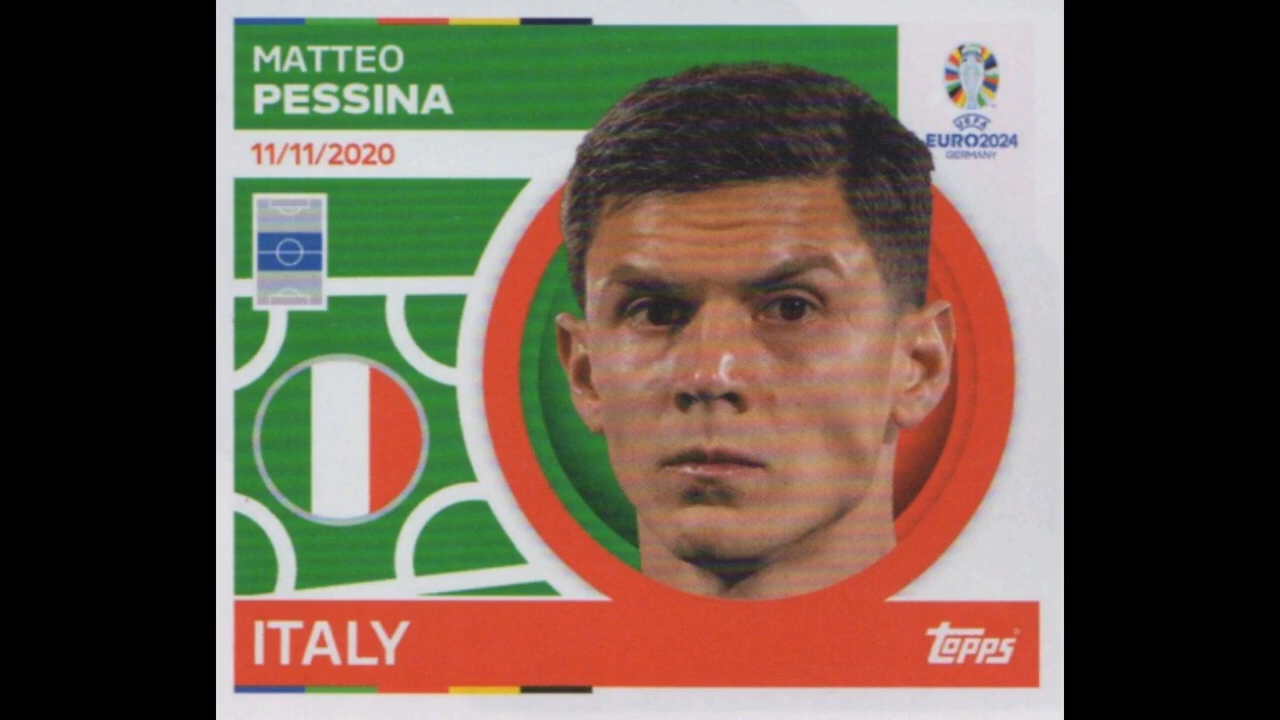 MATTEO
PESSINA
11/11/2020
UEFA
EURO2024
GERMANY
ITALY
topps